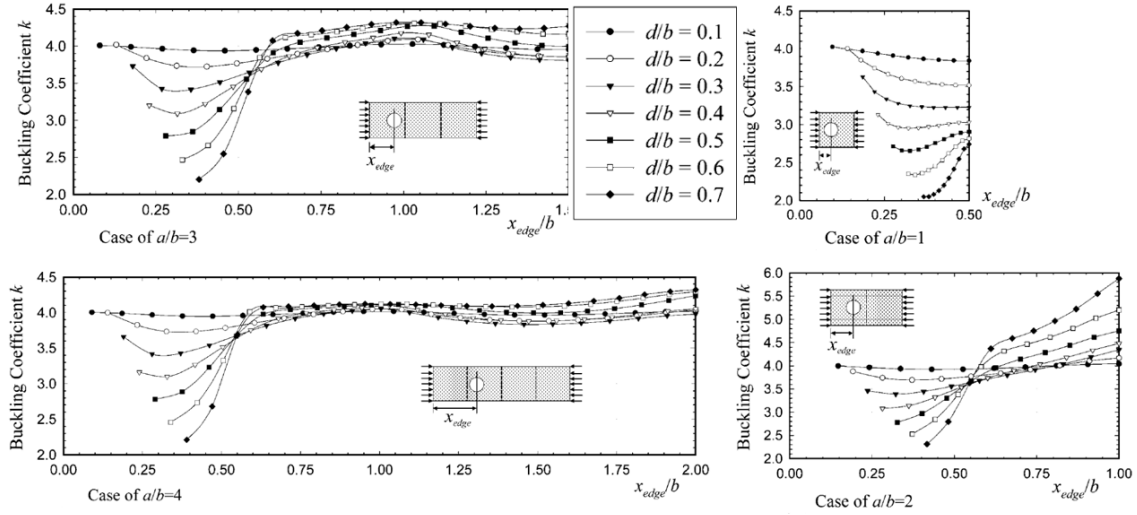 Buckling Coefficient k
4.5
4.0
3.5
3.0
2.5
2.0
0.00
0.25
0.50
0.75
1.00
1.25
x_edge
x_edge/b
Case of a/b=3
d/b = 0.1
d/b = 0.2
d/b = 0.3
d/b = 0.4
d/b = 0.5
d/b = 0.6
d/b = 0.7
Buckling Coefficient k
4.5
4.0
3.5
3.0
2.5
2.0
0.00
0.25
0.50
x_edge
x_edge/b
Case of a/b=1
Buckling Coefficient k
4.5
4.0
3.5
3.0
2.5
2.0
0.00
0.25
0.50
0.75
1.00
1.25
1.50
1.75
2.00
x_edge
x_edge/b
Case of a/b=4
Buckling Coefficient k
6.0
5.5
5.0
4.5
4.0
3.5
3.0
2.5
2.0
0.00
0.25
0.50
0.75
1.00
x_edge
x_edge/b
Case of a/b=2